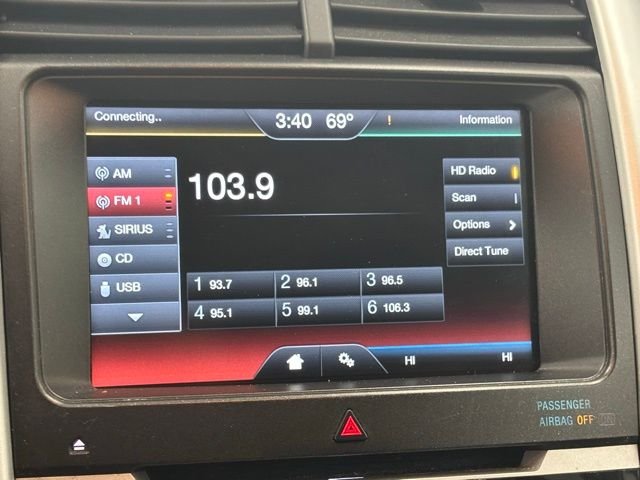 Connecting..
3:40 69° ! Information
AM
FM 1
SIRIUS
CD
USB
103.9
HD Radio
Scan
Options
Direct Tune
1 93.7 2 96.1 3 96.5
4 95.1 5 99.1 6 106.3
HI HI
PASSENGER
AIRBAG OFF ON